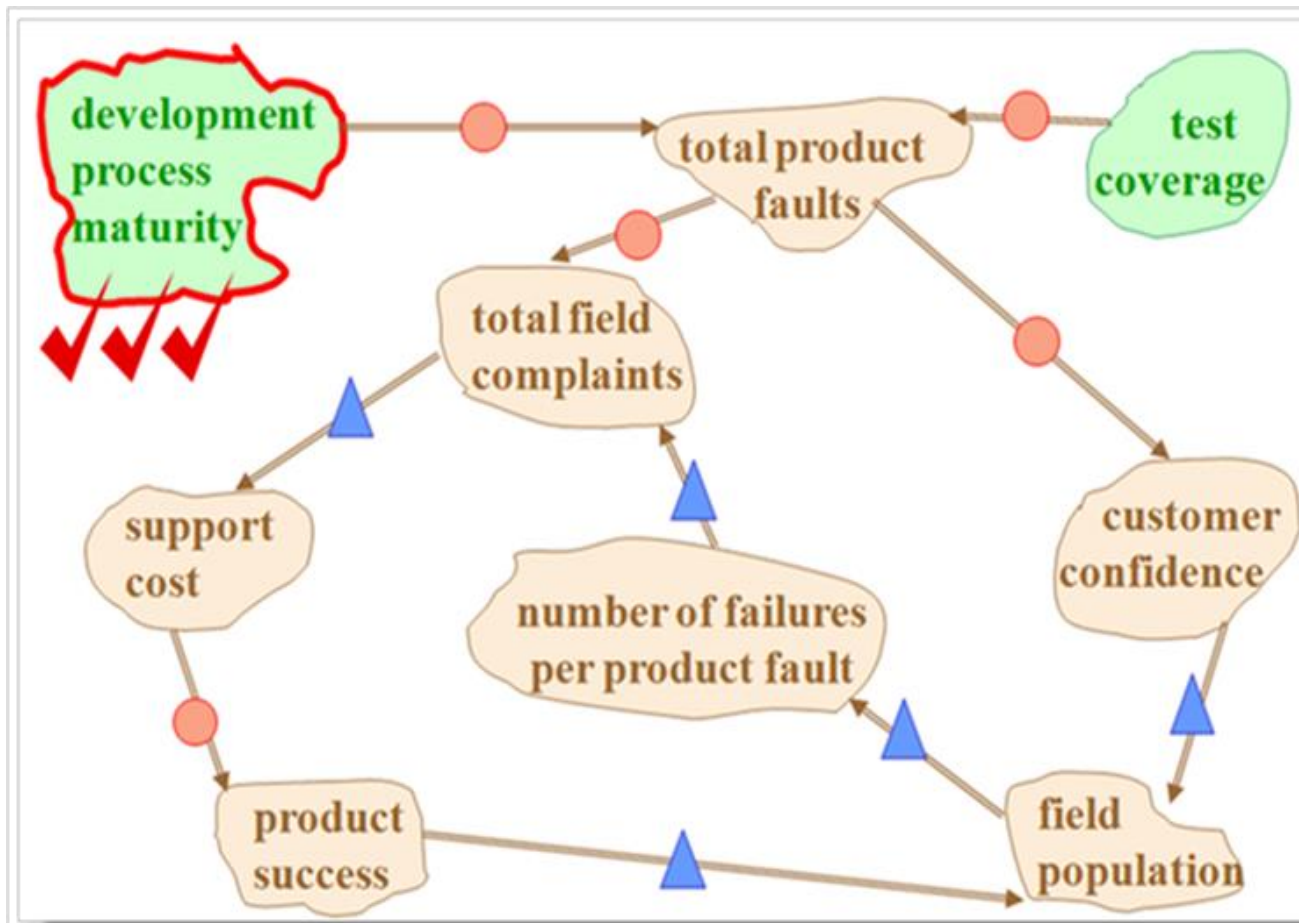 development
process
maturity
total product
faults
test
coverage
total field
complaints
support
cost
number of failures
per product fault
customer
confidence
product
success
field
population